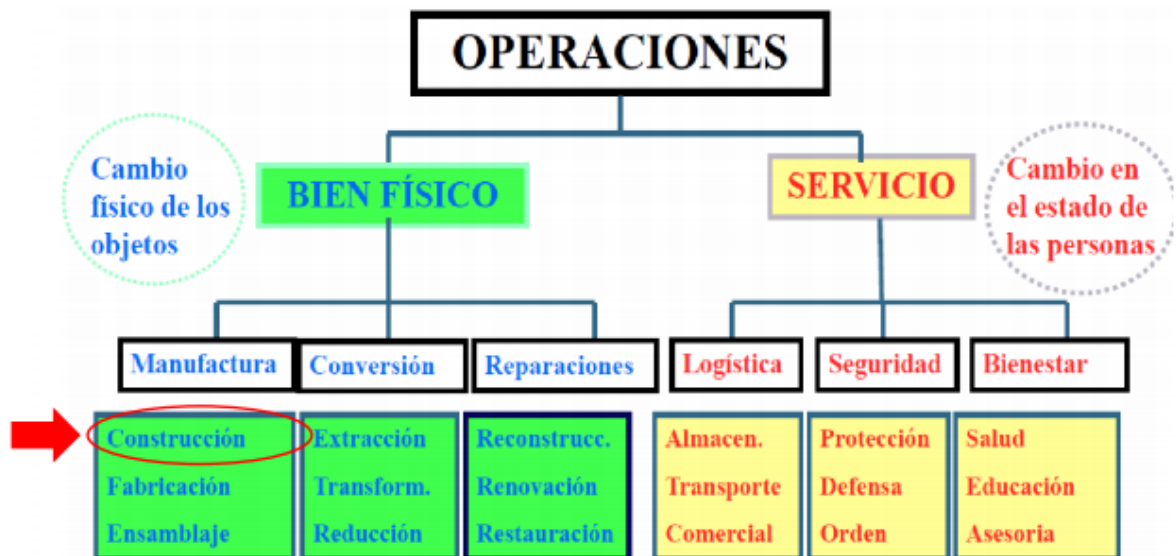 OPERACIONES
Cambio
físico de los
objetos
BIEN FÍSICO
SERVICIO
Cambio en
el estado de
las personas
Manufactura
Conversión
Reparaciones
Logística
Seguridad
Bienestar
Construcción
Fabricación
Ensamblaje
Extracción
Transform.
Reducción
Reconstrucc.
Renovación
Restauración
Almacen.
Transporte
Comercial
Protección
Defensa
Orden
Salud
Educación
Asesoria